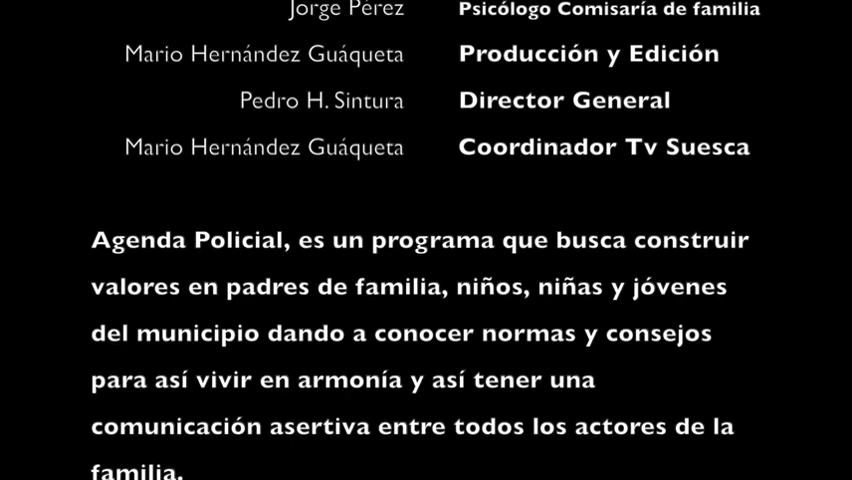 Jorge Pérez Psicólogo Comisaría de familia
Mario Hernández Guáqueta Producción y Edición
Pedro H. Sintura Director General
Mario Hernández Guáqueta Coordinador Tv Suesca
Agenda Policial, es un programa que busca construir
valores en padres de familia, niños, niñas y jóvenes
del municipio dando a conocer normas y consejos
para así vivir en armonía y así tener una
comunicación asertiva entre todos los actores de la
familia.